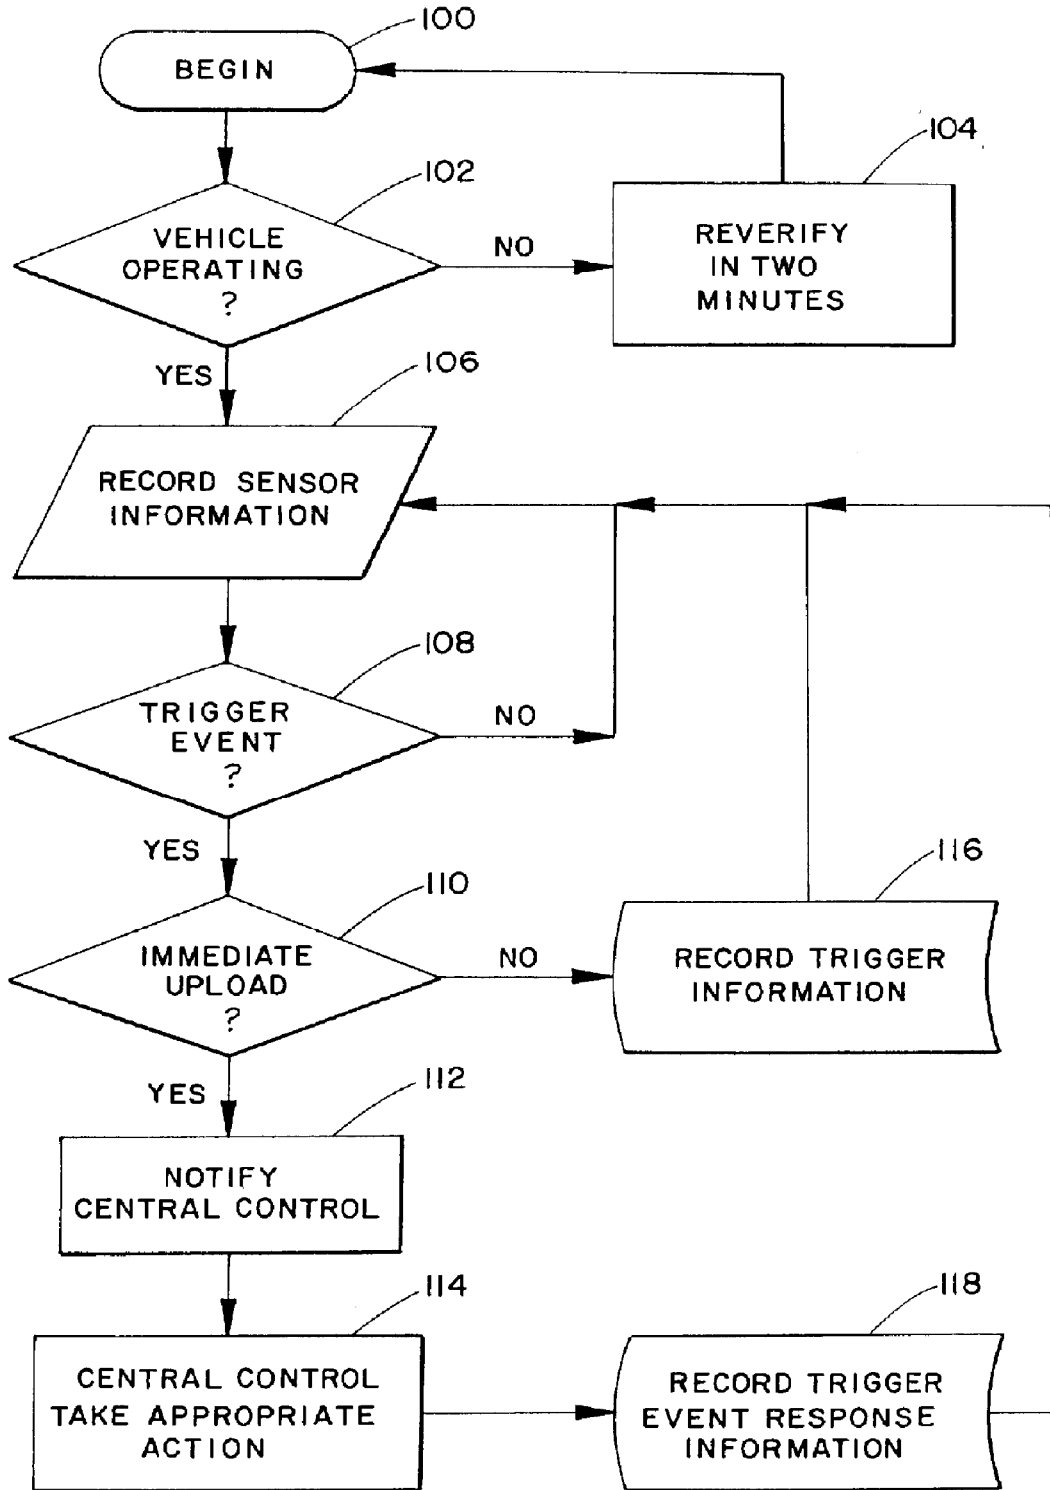 100
BEGIN
104
102
VEHICLE
OPERATING
?
NO
REVERIFY
IN TWO
MINUTES
YES
106
RECORD SENSOR
INFORMATION
108
TRIGGER
EVENT
?
NO
YES
110
116
IMMEDIATE
UPLOAD
?
NO
RECORD TRIGGER
INFORMATION
YES
112
NOTIFY
CENTRAL CONTROL
114
118
CENTRAL CONTROL
TAKE APPROPRIATE
ACTION
RECORD TRIGGER
EVENT RESPONSE
INFORMATION